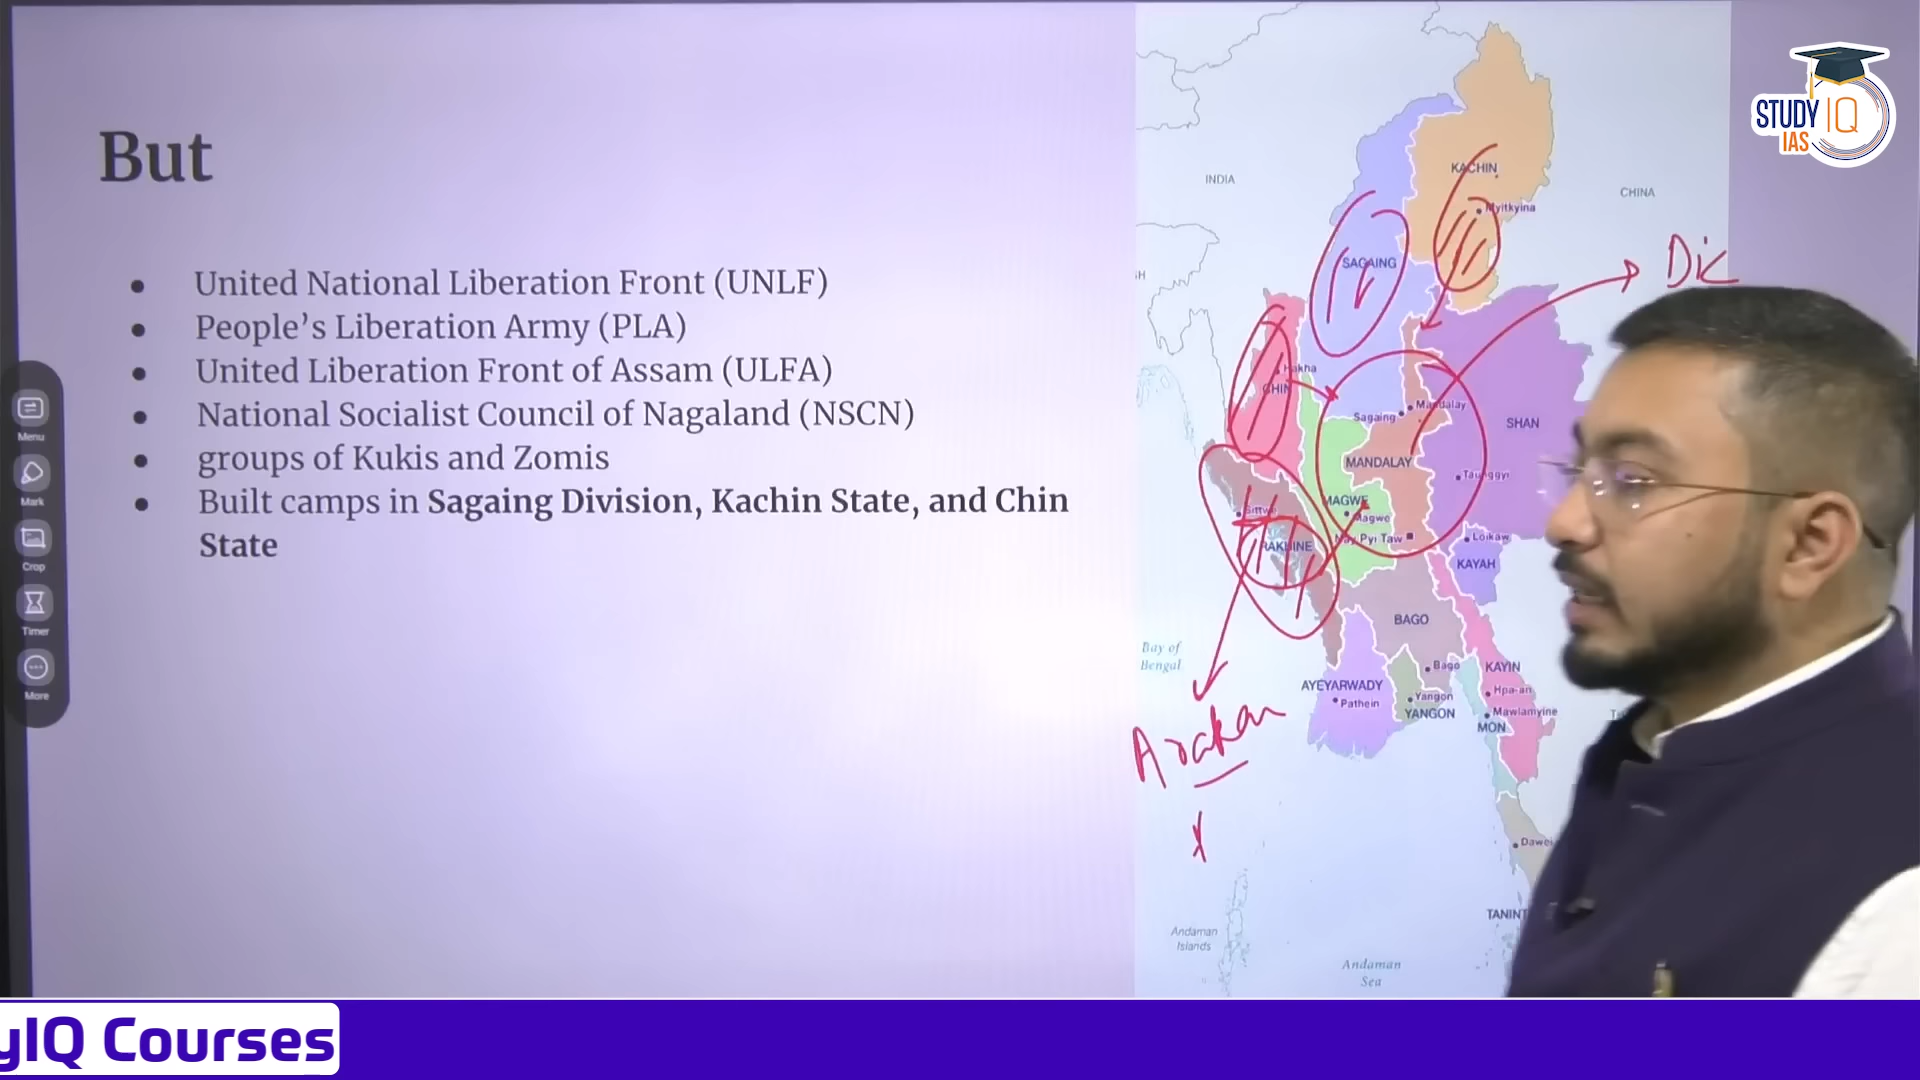 But
• United National Liberation Front (UNLF)
• People’s Liberation Army (PLA)
• United Liberation Front of Assam (ULFA)
• National Socialist Council of Nagaland (NSCN)
• groups of Kukis and Zomis
• Built camps in Sagaing Division, Kachin State, and Chin
State
Menu
Mark
Crop
Timer
More
STUDY IQ
IAS
INDIA
CHINA
KACHIN
Myitkyina
SAGAING
Dic
Hakha
CHIN
Sagaing
Mandalay
SHAN
MANDALAY
Taunggyi
MAGWE
Magwe
Sittwe
RAKHINE
Nay Pyi Taw
Loikaw
KAYAH
BAGO
Bay of
Bengal
Bago
KAYIN
AYEYARWADY
Hpa-an
Pathein
Yangon
YANGON
Mawlamyine
MON
Arakan
Dawei
TANINT
Andaman
Islands
Andaman
Sea
yIQ Courses